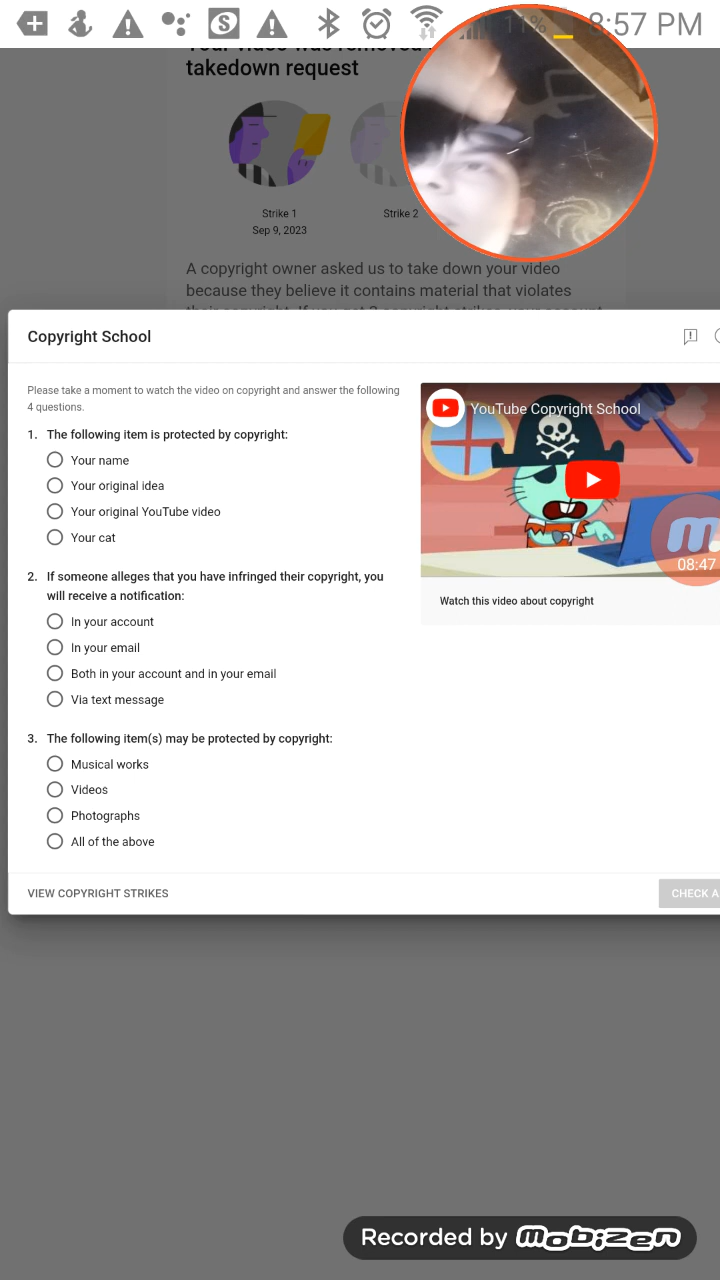 11% 8:57 PM
Your video was removed
takedown request
Strike 1
Strike 2
Sep 9, 2023
A copyright owner asked us to take down your video
because they believe it contains material that violates
Copyright School
Please take a moment to watch the video on copyright and answer the following
4 questions.
YouTube Copyright School
1. The following item is protected by copyright:
Your name
Your original idea
Your original YouTube video
Your cat
08:47
Watch this video about copyright
2. If someone alleges that you have infringed their copyright, you
will receive a notification:
In your account
In your email
Both in your account and in your email
Via text message
3. The following item(s) may be protected by copyright:
Musical works
Videos
Photographs
All of the above
VIEW COPYRIGHT STRIKES
CHECK A
Recorded by mobizen